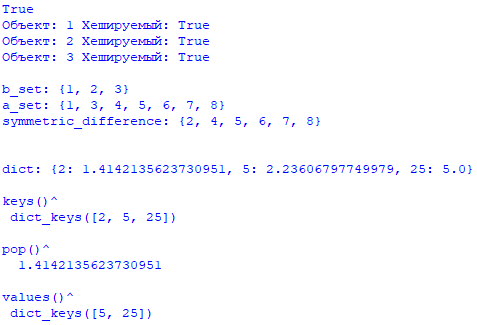 True
Объект: 1 Хешируемый: True
Объект: 2 Хешируемый: True
Объект: 3 Хешируемый: True
b_set: {1, 2, 3}
a_set: {1, 3, 4, 5, 6, 7, 8}
symmetric_difference: {2, 4, 5, 6, 7, 8}
dict: {2: 1.4142135623730951, 5: 2.23606797749979, 25: 5.0}
keys()^
dict_keys([2, 5, 25])
pop()^
1.4142135623730951
values()^
dict_keys([5, 25])